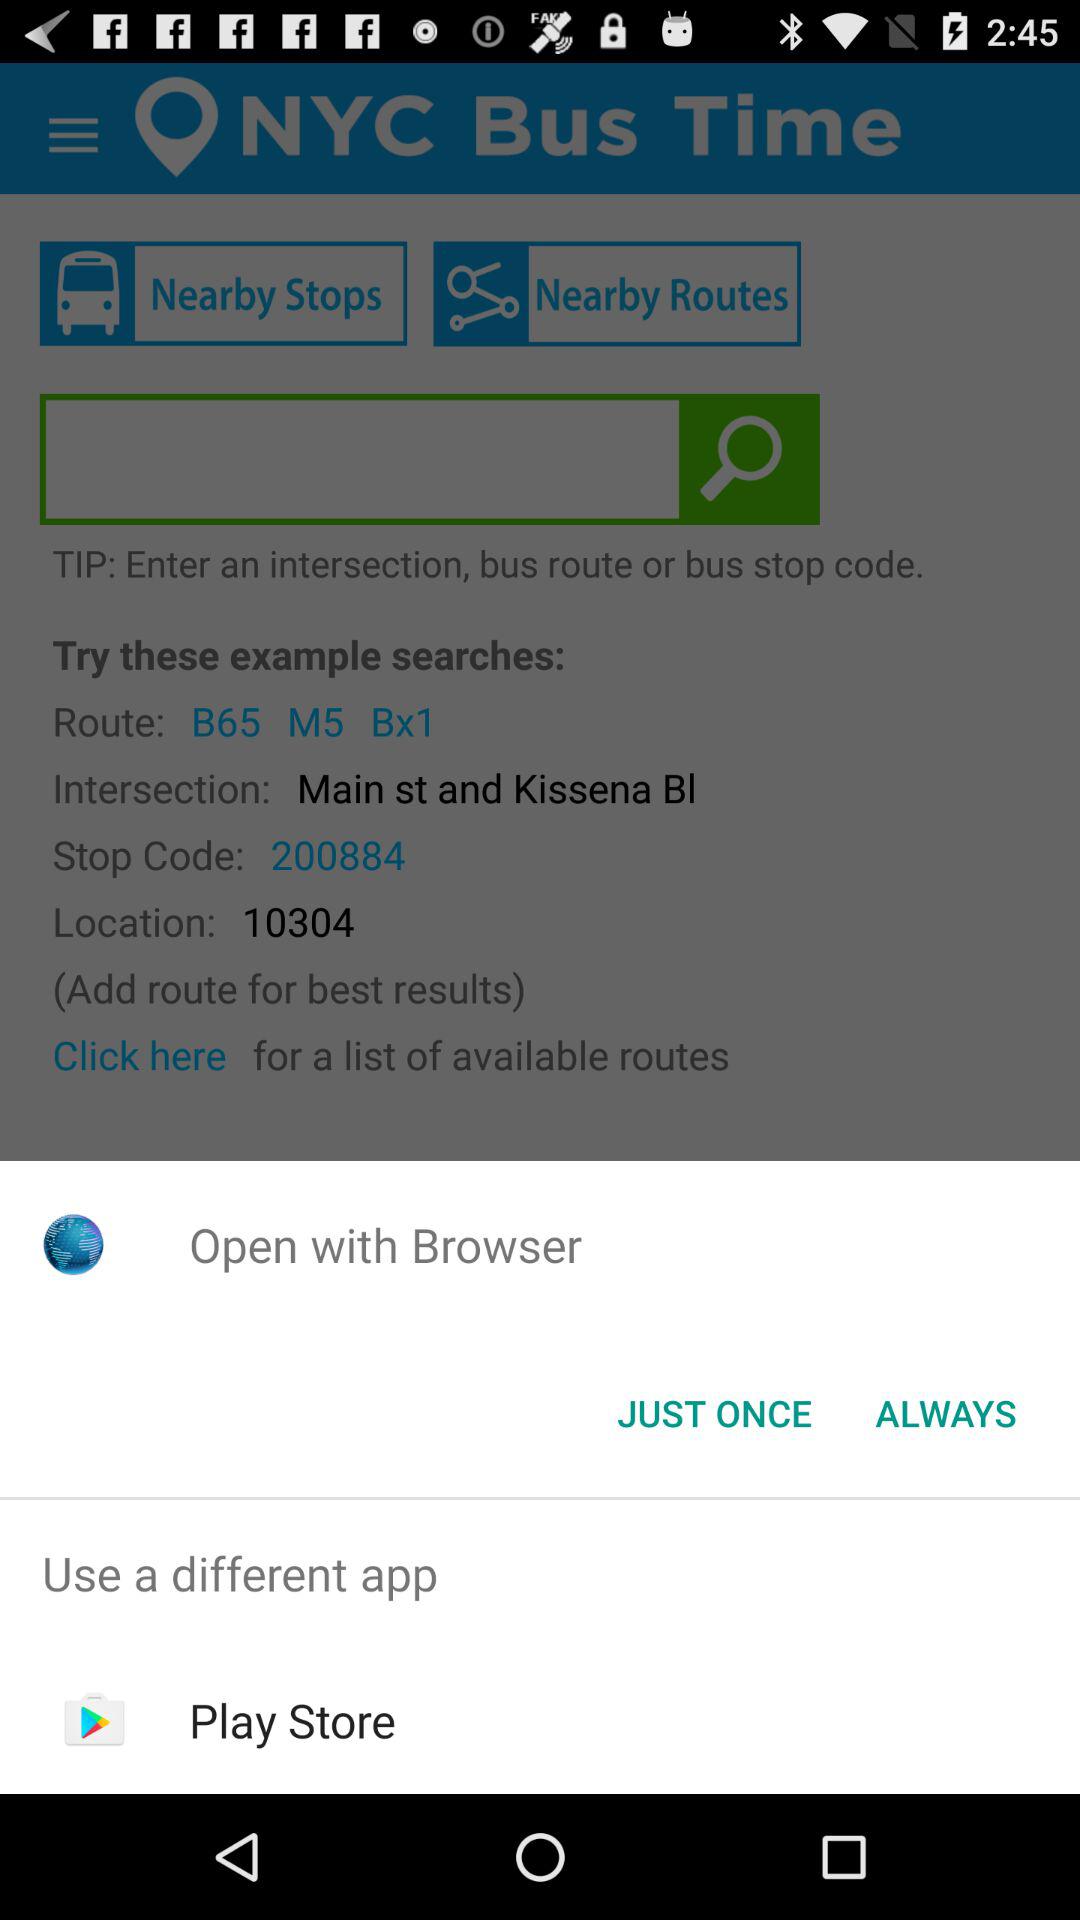 FAKE 2:45
NYC Bus Time
Nearby Stops Nearby Routes
TIP: Enter an intersection, bus route or bus stop code.
Try these example searches:
Route: B65 M5 Bx1
Intersection: Main st and Kissena Bl
Stop Code: 200884
Location: 10304
(Add route for best results)
Click here for a list of available routes
Open with Browser
JUST ONCE ALWAYS
Use a different app
Play Store